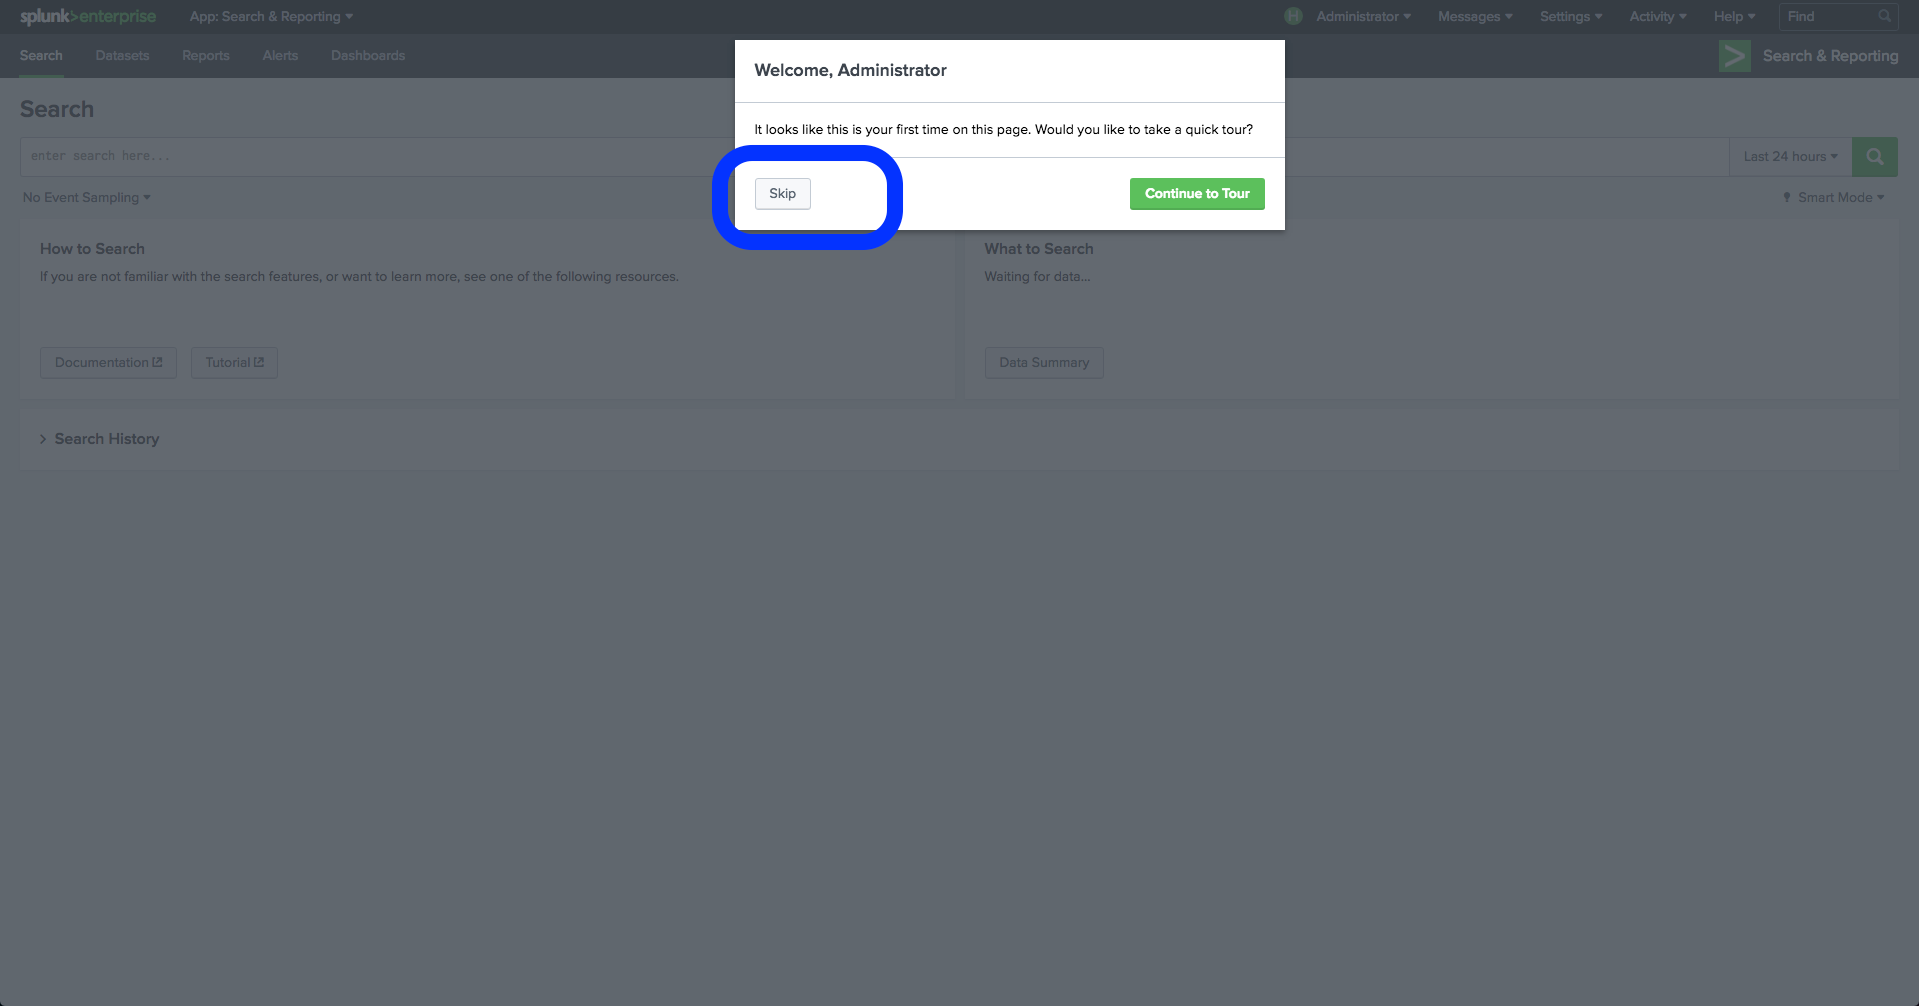 splunk>enterprise App: Search & Reporting H Administrator Messages Settings Activity Help Find
Search Datasets Reports Alerts Dashboards > Search & Reporting
Welcome, Administrator
It looks like this is your first time on this page. Would you like to take a quick tour?
Skip Continue to Tour
Search
enter search here... Last 24 hours
No Event Sampling Smart Mode
How to Search
If you are not familiar with the search features, or want to learn more, see one of the following resources.
Documentation Tutorial
What to Search
Waiting for data...
Data Summary
> Search History